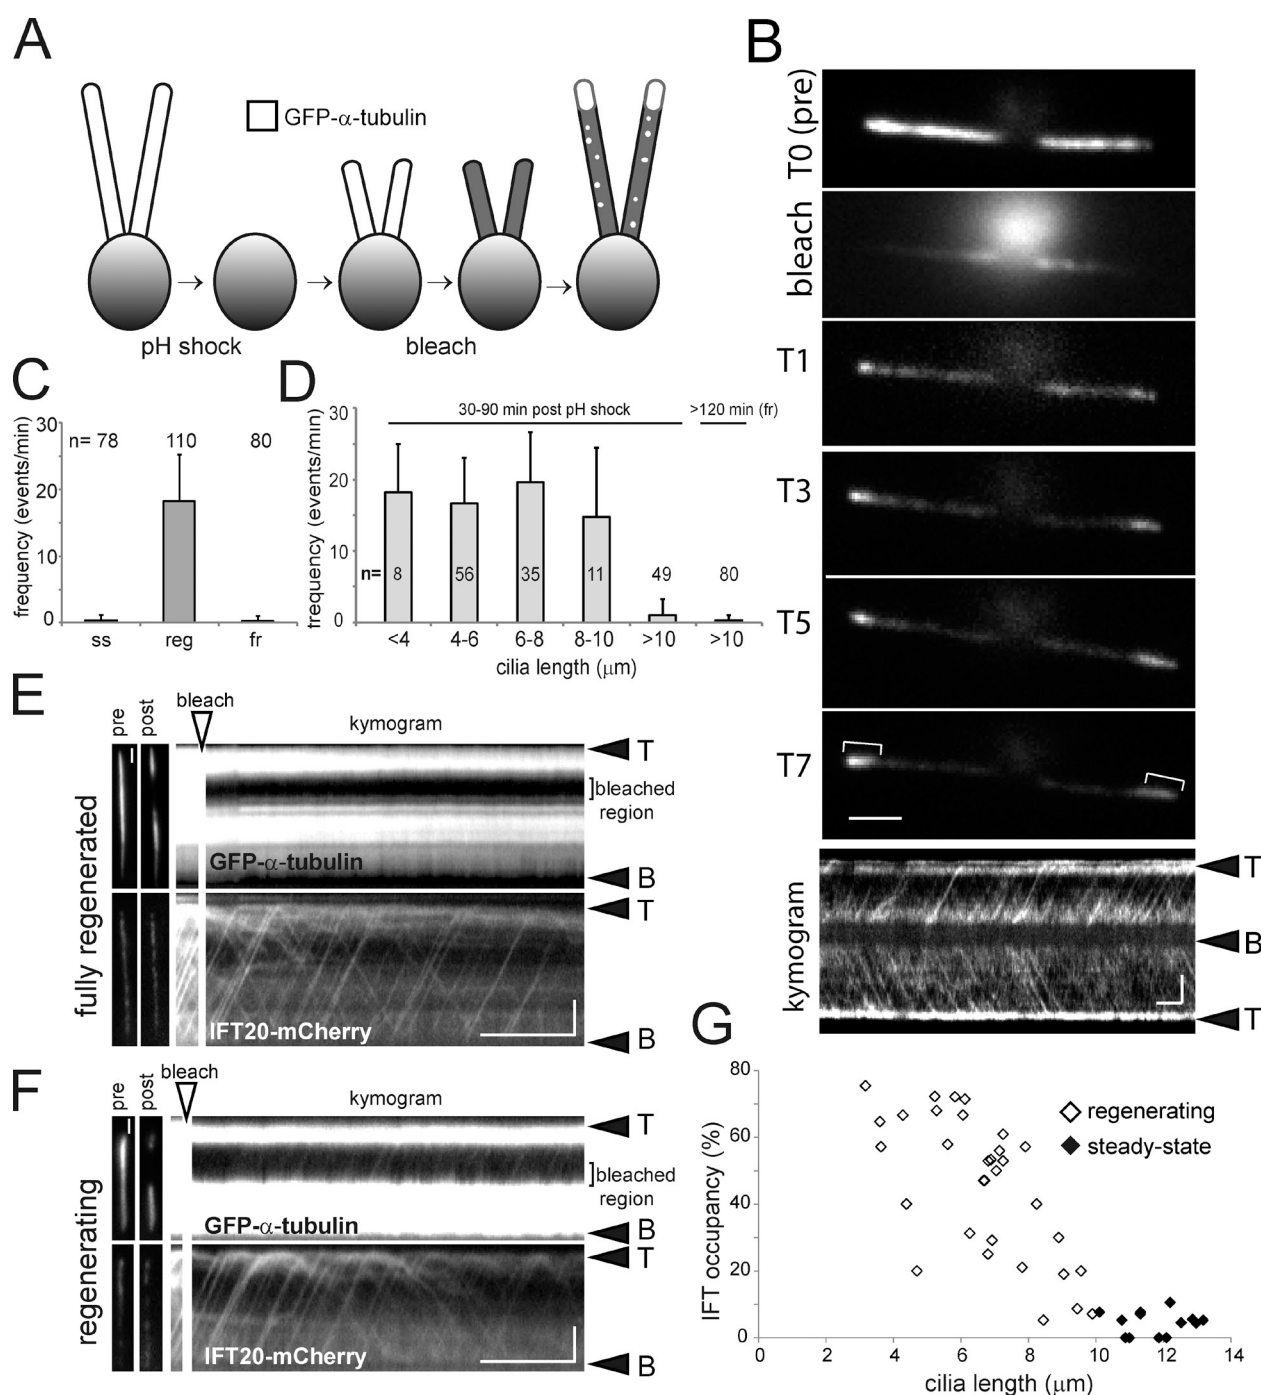 A
GFP-α-tubulin
pH shock
bleach
B
T0 (pre)
bleach
T1
T3
T5
T7
kymogram
T
B
T
C
frequency (events/min)
30
20
10
0
n= 78
110
80
ss
reg
fr
D
frequency (events/min)
30
20
10
0
30-90 min post pH shock
>120 min (fr)
n=
8
56
35
11
49
80
<4
4-6
6-8
8-10
>10
>10
cilia length (μm)
E
pre
post
bleach
kymogram
fully regenerated
T
bleached
region
GFP-α-tubulin
B
T
IFT20-mCherry
B
F
pre
post
bleach
kymogram
regenerating
T
bleached
region
GFP-α-tubulin
B
T
IFT20-mCherry
B
G
IFT occupancy (%)
80
60
40
20
0
regenerating
steady-state
0
2
4
6
8
10
12
14
cilia length (μm)